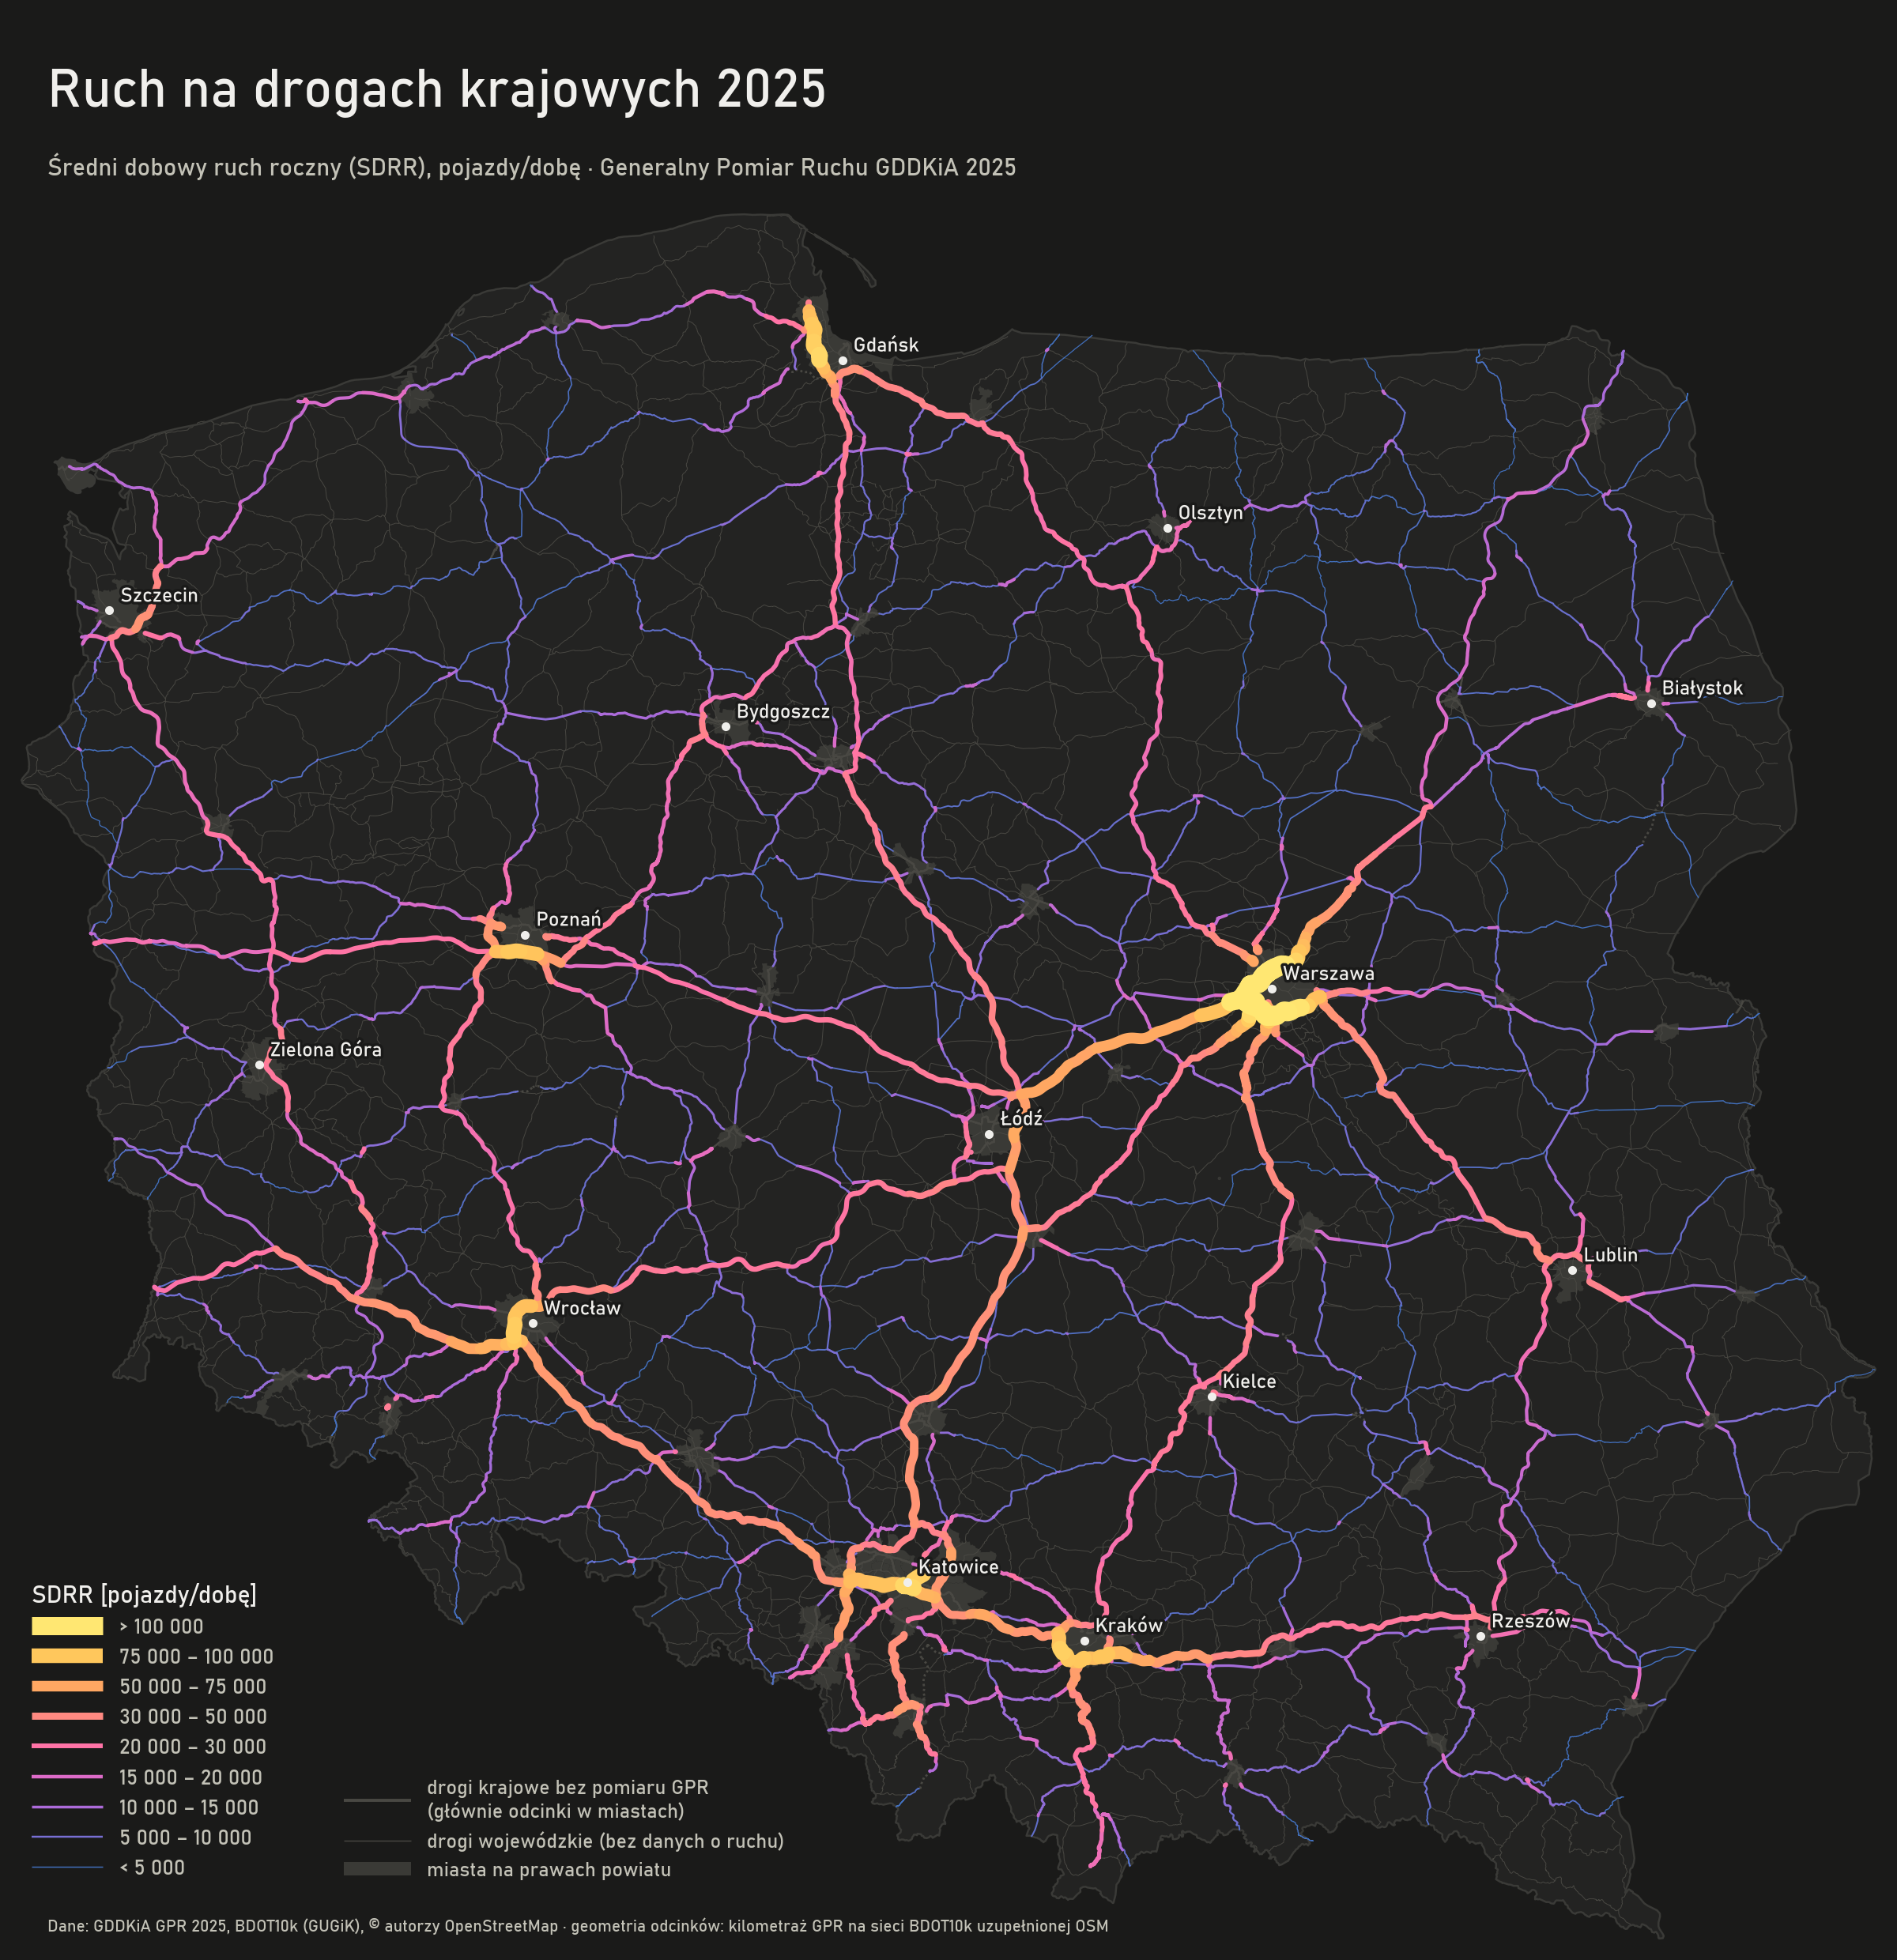 Ruch na drogach krajowych 2025
Średni dobowy ruch roczny (SDRR), pojazdy/dobę · Generalny Pomiar Ruchu GDDKiA 2025
Gdańsk
Olsztyn
Szczecin
Białystok
Bydgoszcz
Poznań
Warszawa
Zielona Góra
Łódź
Lublin
Wrocław
Kielce
Katowice
Kraków
Rzeszów
SDRR [pojazdy/dobę]
> 100 000
75 000 – 100 000
50 000 – 75 000
30 000 – 50 000
20 000 – 30 000
15 000 – 20 000
10 000 – 15 000
5 000 – 10 000
< 5 000
drogi krajowe bez pomiaru GPR
(głównie odcinki w miastach)
drogi wojewódzkie (bez danych o ruchu)
miasta na prawach powiatu
Dane: GDDKiA GPR 2025, BDOT10k (GUGiK), © autorzy OpenStreetMap · geometria odcinków: kilometraż GPR na sieci BDOT10k uzupełnionej OSM